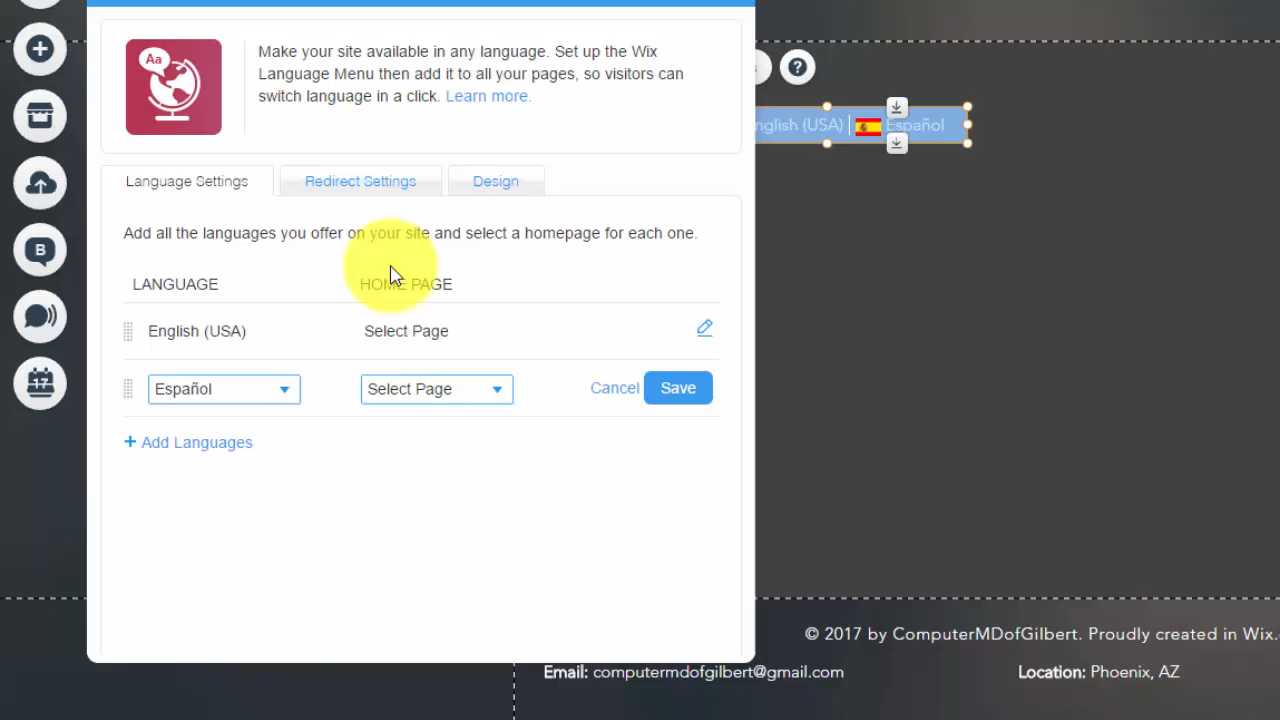 Aa
Make your site available in any language. Set up the Wix
Language Menu then add it to all your pages, so visitors can
switch language in a click. Learn more.
English (USA) | Español
Language Settings
Redirect Settings
Design
Add all the languages you offer on your site and select a homepage for each one.
LANGUAGE
HOME PAGE
English (USA)
Select Page
Español
Select Page
Cancel
Save
+ Add Languages
B
17
?
© 2017 by ComputerMDofGilbert. Proudly created in Wix.
Email: computermdofgilbert@gmail.com
Location: Phoenix, AZ